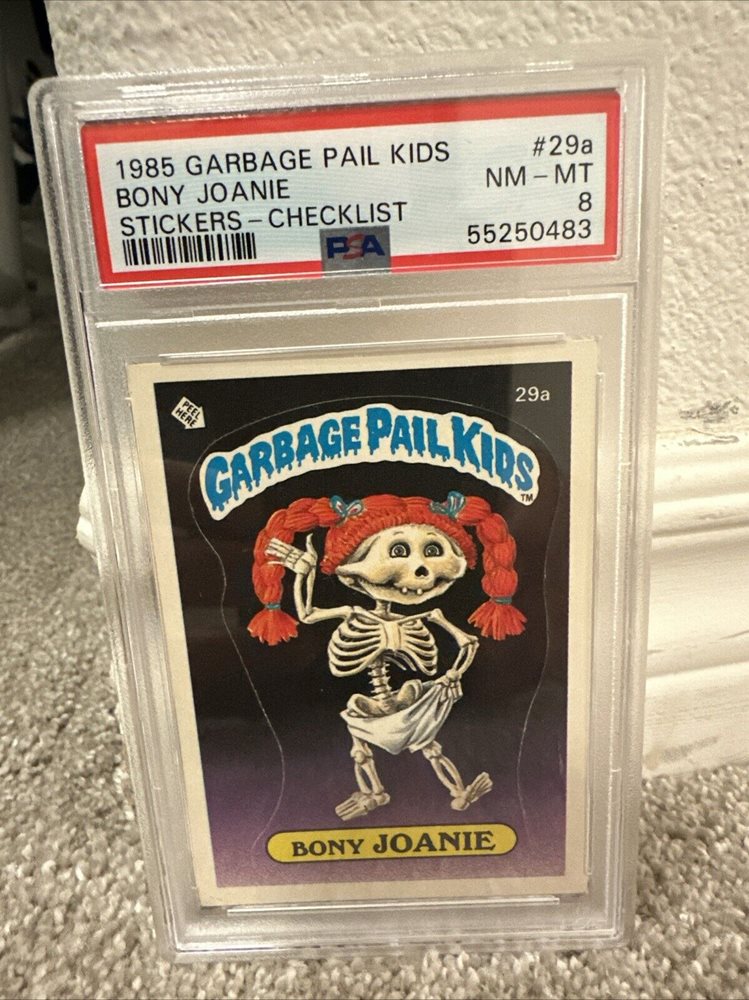 1985 GARBAGE PAIL KIDS #29a
BONY JOANIE NM-MT
STICKERS-CHECKLIST 8
PSA 55250483
PEEL
HERE
29a
GARBAGE PAIL KIDS
TM
BONY JOANIE